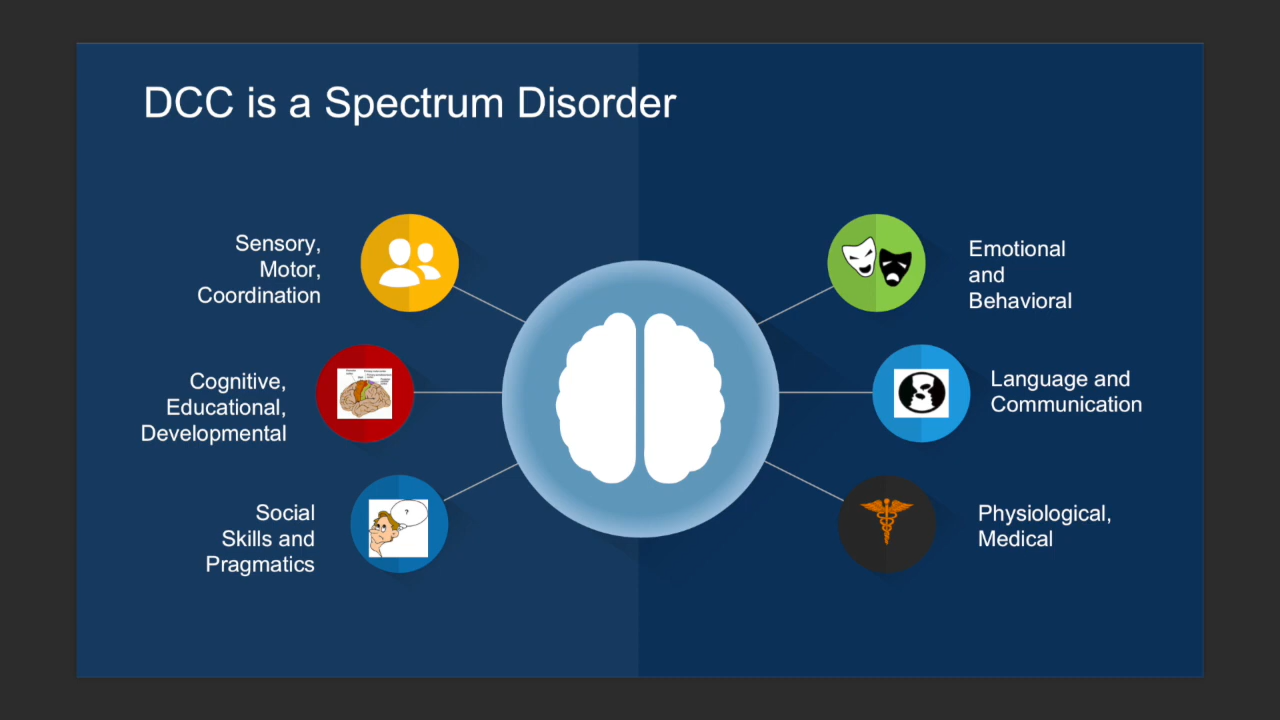 DCC is a Spectrum Disorder
Sensory,
Motor,
Coordination
Cognitive,
Educational,
Developmental
Social
Skills and
Pragmatics
?
Emotional
and
Behavioral
Language and
Communication
Physiological,
Medical